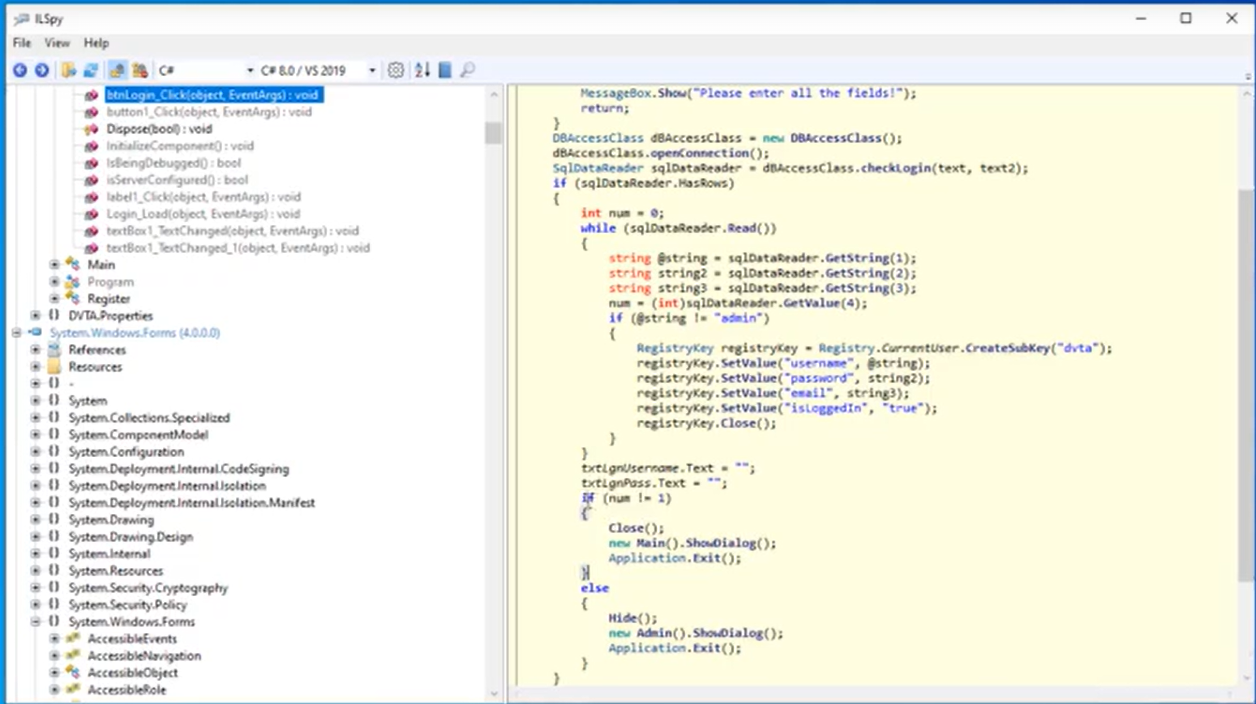 ILSpy
File View Help
C# C# 8.0 / VS 2019
btnLogin_Click(object, EventArgs) : void
button1_Click(object, EventArgs) : void
Dispose(bool) : void
InitializeComponent() : void
IsBeingDebugged() : bool
isServerConfigured() : bool
label1_Click(object, EventArgs) : void
Login_Load(object, EventArgs) : void
textBox1_TextChanged(object, EventArgs) : void
textBox1_TextChanged_1(object, EventArgs) : void
Main
Program
Register
{} DVTA.Properties
System.Windows.Forms (4.0.0.0)
References
Resources
{} -
{} System
{} System.Collections.Specialized
{} System.ComponentModel
{} System.Configuration
{} System.Deployment.Internal.CodeSigning
{} System.Deployment.Internal.Isolation
{} System.Deployment.Internal.Isolation.Manifest
{} System.Drawing
{} System.Drawing.Design
{} System.Internal
{} System.Resources
{} System.Security.Cryptography
{} System.Security.Policy
{} System.Windows.Forms
AccessibleEvents
AccessibleNavigation
AccessibleObject
AccessibleRole
MessageBox.Show("Please enter all the fields!");
return;
}
DBAccessClass dBAccessClass = new DBAccessClass();
dBAccessClass.openConnection();
SqlDataReader sqlDataReader = dBAccessClass.checkLogin(text, text2);
if (sqlDataReader.HasRows)
{
int num = 0;
while (sqlDataReader.Read())
{
string @string = sqlDataReader.GetString(1);
string string2 = sqlDataReader.GetString(2);
string string3 = sqlDataReader.GetString(3);
num = (int)sqlDataReader.GetValue(4);
if (@string != "admin")
{
RegistryKey registryKey = Registry.CurrentUser.CreateSubKey("dvta");
registryKey.SetValue("username", @string);
registryKey.SetValue("password", string2);
registryKey.SetValue("email", string3);
registryKey.SetValue("isLoggedIn", "true");
registryKey.Close();
}
}
txtLgnUsername.Text = "";
txtLgnPass.Text = "";
if (num != 1)
{
Close();
new Main().ShowDialog();
Application.Exit();
}
else
{
Hide();
new Admin().ShowDialog();
Application.Exit();
}
}